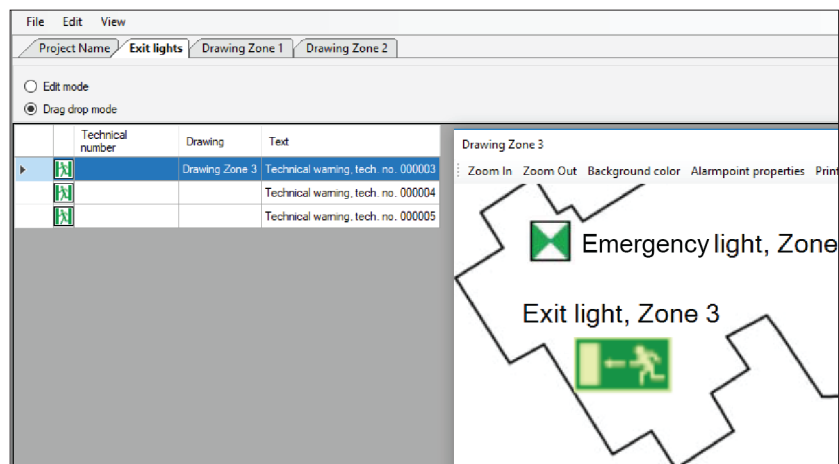 File Edit View
Project Name Exit lights Drawing Zone 1 Drawing Zone 2
Edit mode
Drag drop mode
Technical number Drawing Text
Drawing Zone 3 Technical warning, tech. no. 000003
Technical warning, tech. no. 000004
Technical warning, tech. no. 000005
Drawing Zone 3
Zoom In Zoom Out Background color Alarmpoint properties Print
Emergency light, Zone
Exit light, Zone 3